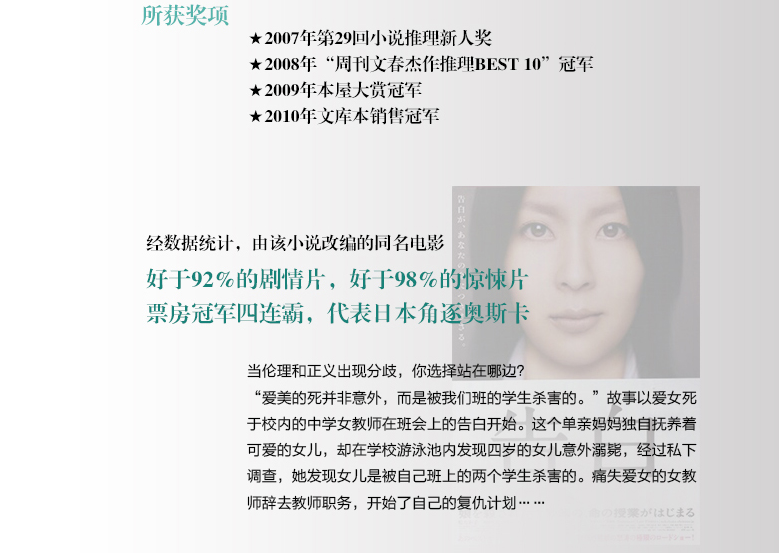 所获奖项
★2007年第29回小说推理新人奖
★2008年“周刊文春杰作推理BEST 10”冠军
★2009年本屋大赏冠军
★2010年文库本销售冠军
经数据统计，由该小说改编的同名电影
好于92%的剧情片，好于98%的惊悚片
票房冠军四连霸，代表日本角逐奥斯卡
当伦理和正义出现分歧，你选择站在哪边？
“爱美的死并非意外，而是被我们班的学生杀害的。”故事以爱女死
于校内的中学女教师在班会上的告白开始。这个单亲妈妈独自抚养着
可爱的女儿，却在学校游泳池内发现四岁的女儿意外溺毙，经过私下
调查，她发现女儿是被自己班上的两个学生杀害的。痛失爱女的女教
师辞去教师职务，开始了自己的复仇计划……
告白
の授業がはじまる